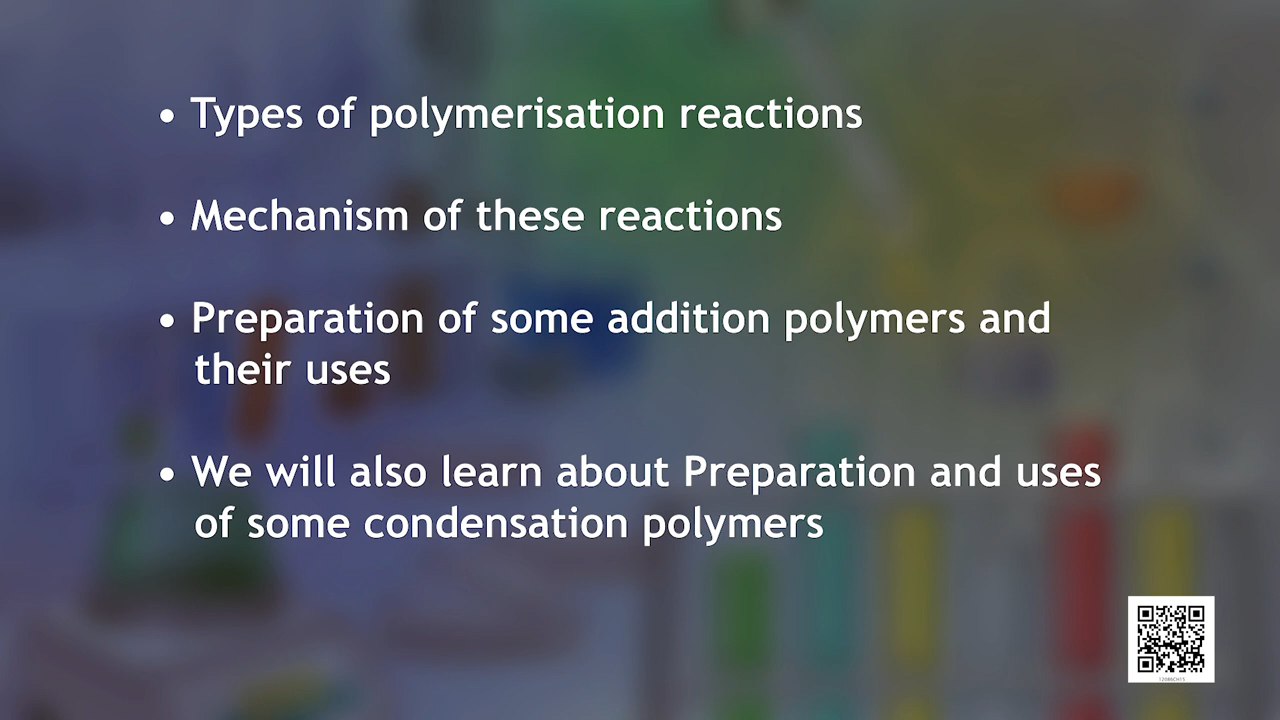 • Types of polymerisation reactions
• Mechanism of these reactions
• Preparation of some addition polymers and
their uses
• We will also learn about Preparation and uses
of some condensation polymers